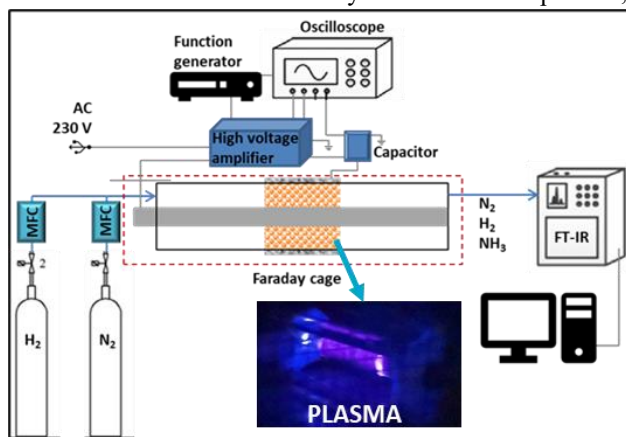 Oscilloscope
Function
generator
AC
230 V
High voltage
amplifier
Capacitor
MFC
MFC
N₂
H₂
NH₃
FT-IR
Faraday cage
2
H₂
N₂
PLASMA